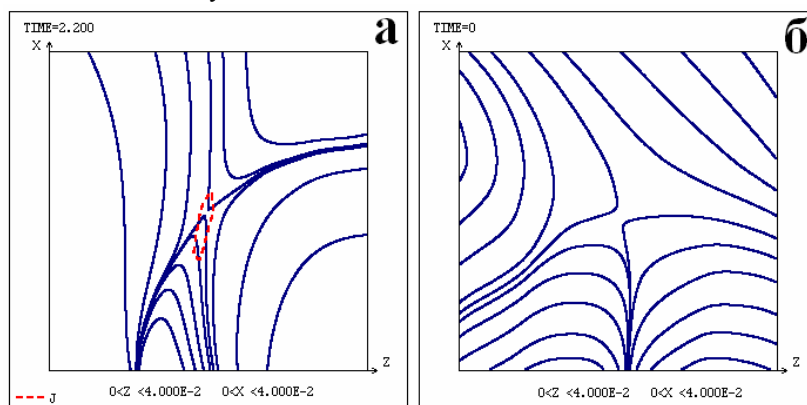 TIME=2.200
а
X
Z
0<Z <4.000E-2 0<X <4.000E-2
J
TIME=0
б
X
Z
0<Z <4.000E-2 0<X <4.000E-2